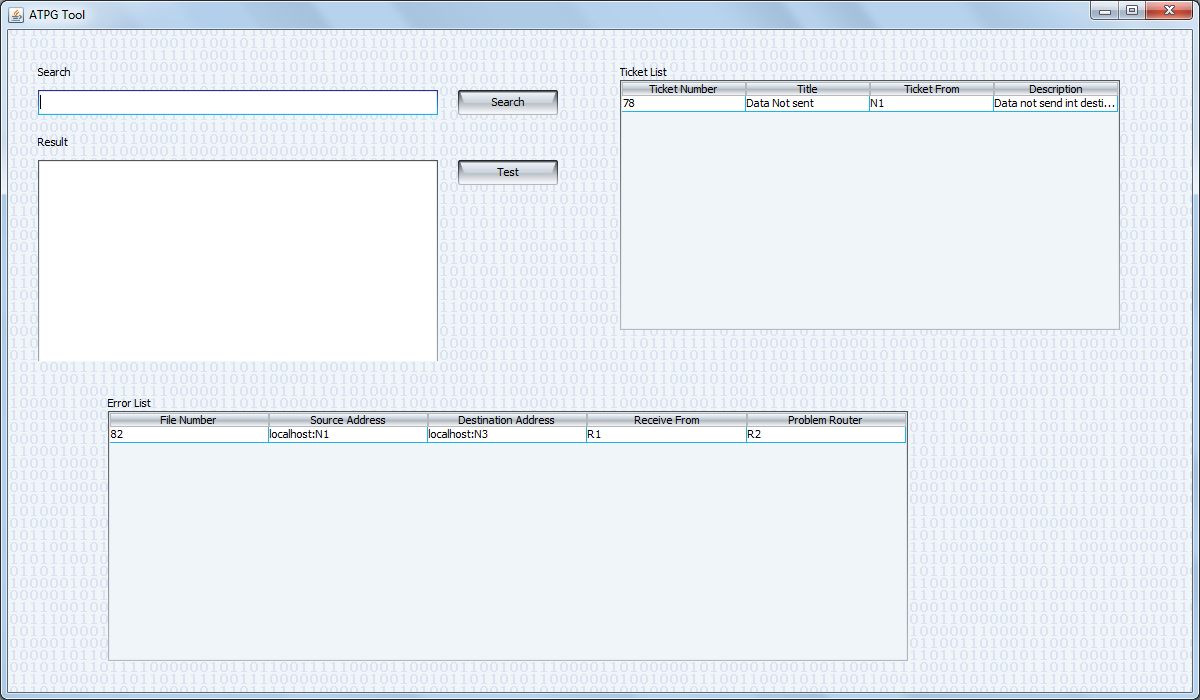 ATPG Tool
Search
Search
Result
Test
Ticket List
Ticket Number Title Ticket From Description
78 Data Not sent N1 Data not send int desti...
Error List
File Number Source Address Destination Address Receive From Problem Router
82 localhost:N1 localhost:N3 R1 R2